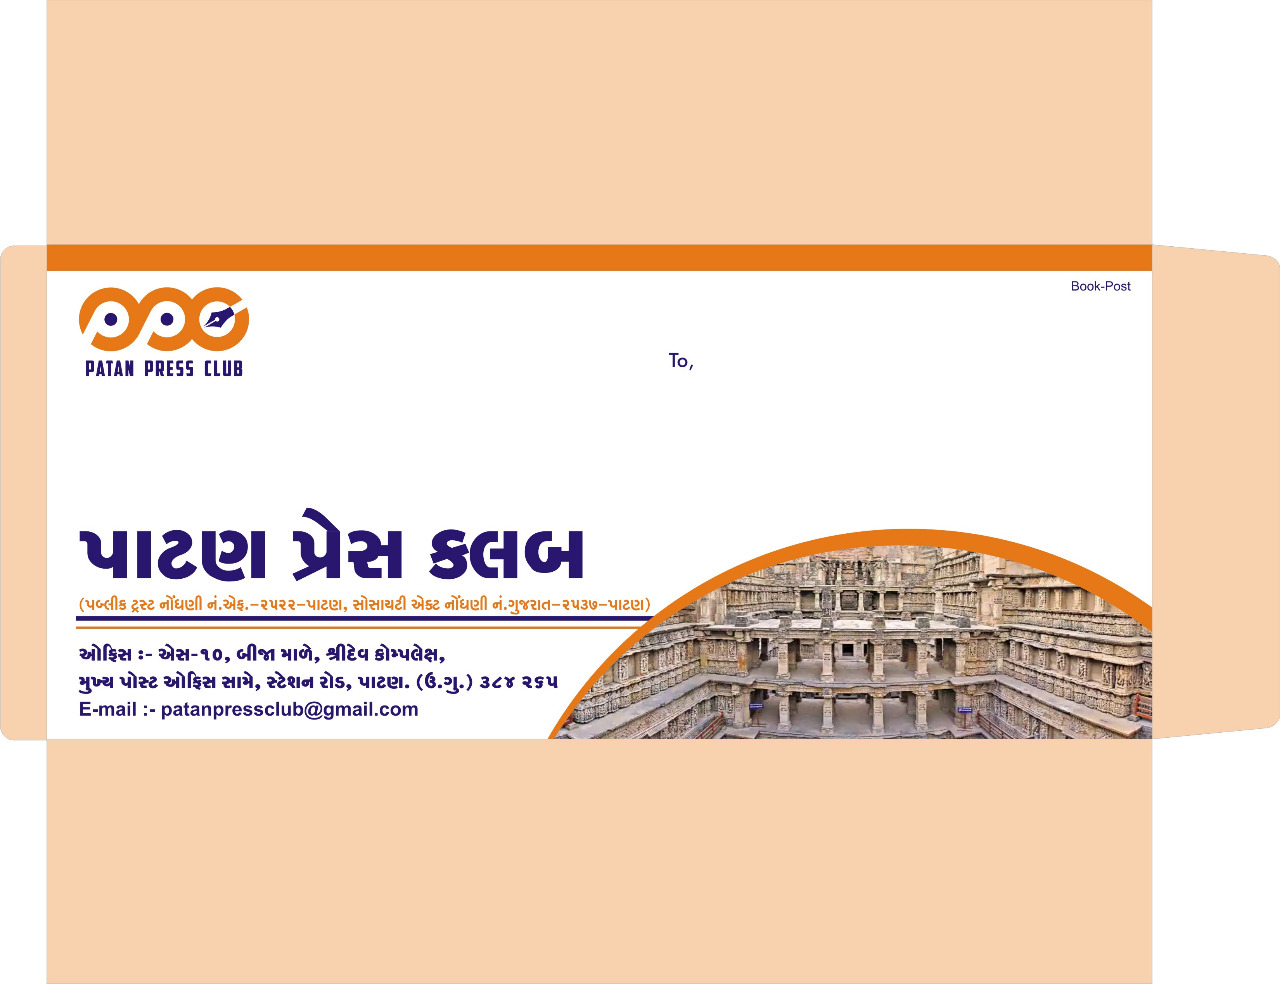 Book-Post
ppc
PATAN PRESS CLUB
To,
પાટણ પ્રેસ કલબ
(પબ્લીક ટ્રસ્ટ નોંધણી નં.એફ.-૨૫૨૨-પાટણ, સોસાયટી એક્ટ નોંધણી નં.ગુજરાત-૨૫૩૭-પાટણ)
ઓફિસ :- એસ-૧૦, બીજા માળે, શ્રીદેવ કોમ્પલેક્ષ,
મુખ્ય પોસ્ટ ઓફિસ સામે, સ્ટેશન રોડ, પાટણ. (ઉ.ગુ.) ૩૮૪ ૨૬૫
E-mail :- patanpressclub@gmail.com